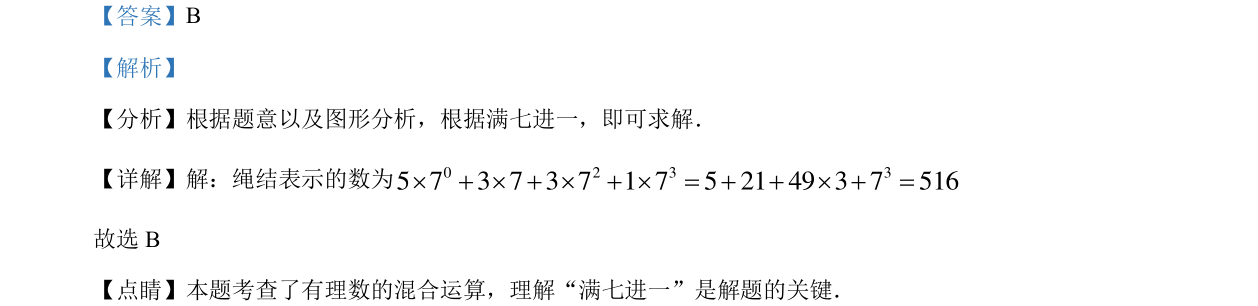 【答案】B
【解析】
【分析】根据题意以及图形分析，根据满七进一，即可求解．
【详解】解：绳结表示的数为5×7⁰+3×7+3×7²+1×7³=5+21+49×3+7³=516
故选 B
【点睛】本题考查了有理数的混合运算，理解“满七进一”是解题的关键．